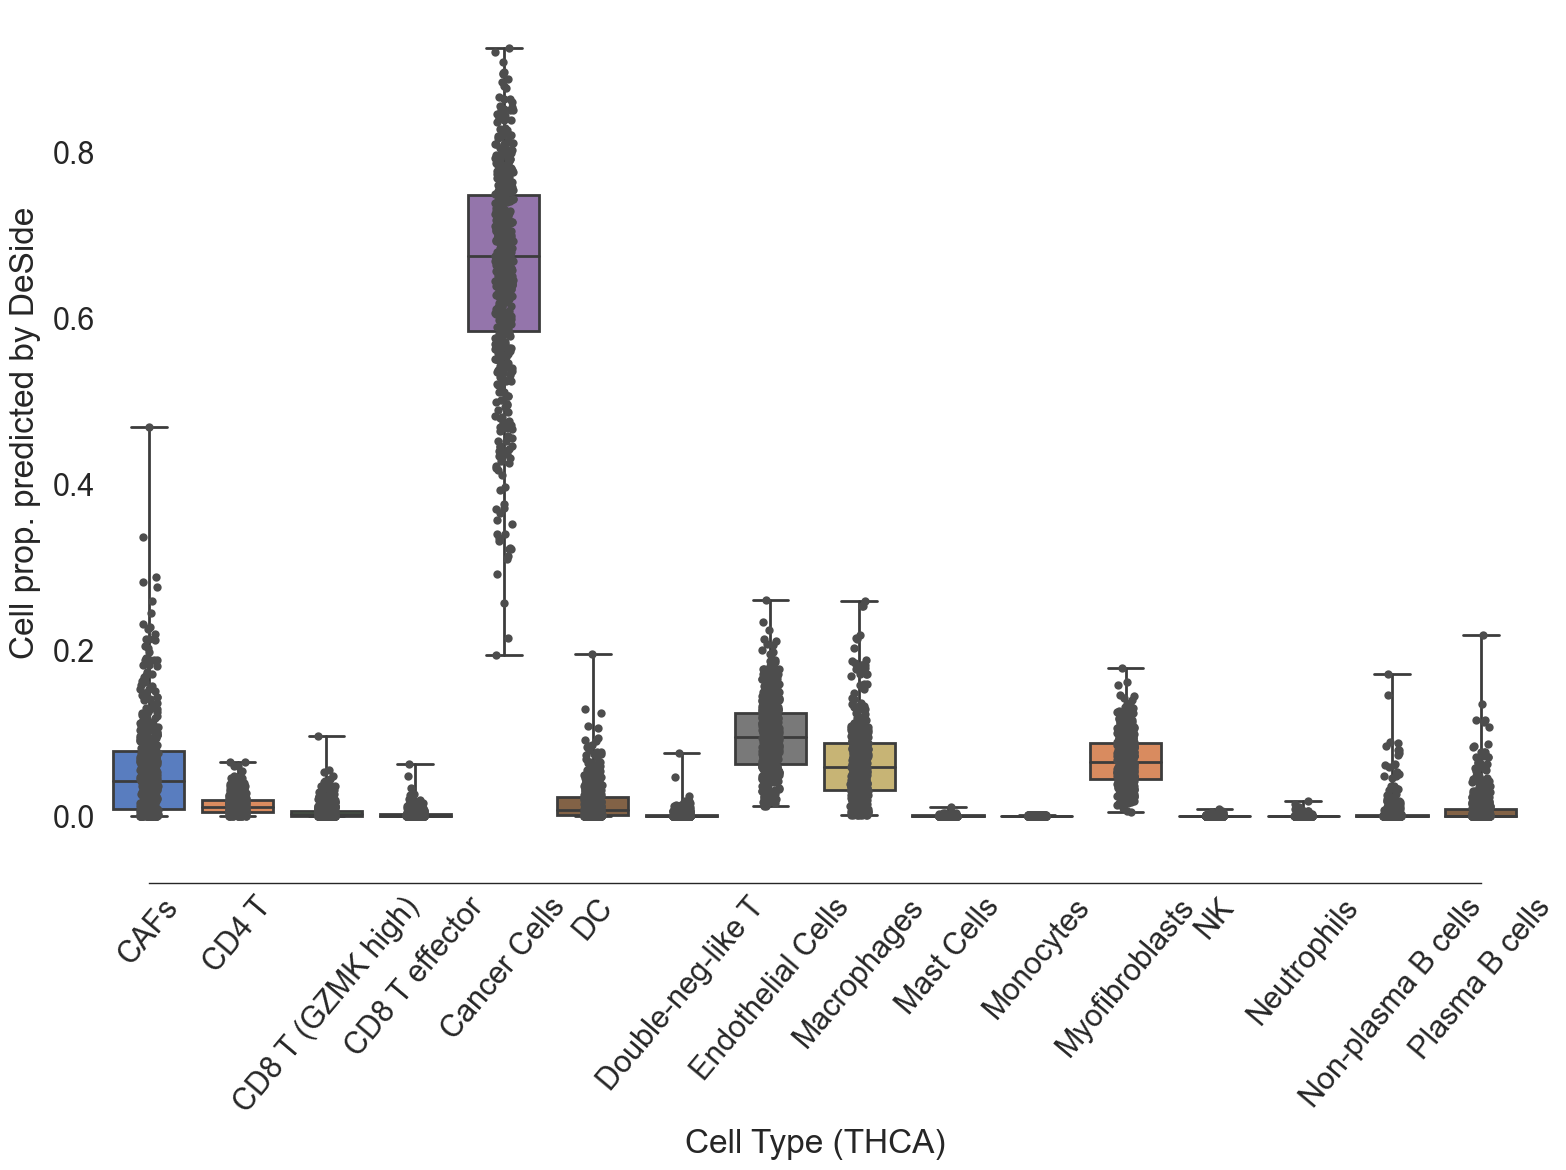 Cell prop. predicted by DeSide
0.8
0.6
0.4
0.2
0.0
CAFs
CD4 T
CD8 T (GZMK high)
CD8 T effector
Cancer Cells
DC
Double-neg-like T
Endothelial Cells
Macrophages
Mast Cells
Monocytes
Myofibroblasts
NK
Neutrophils
Non-plasma B cells
Plasma B cells
Cell Type (THCA)